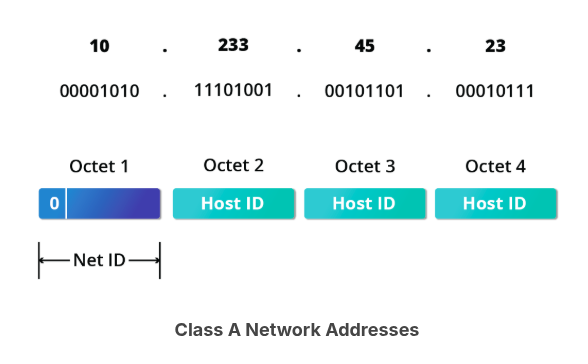 10 . 233 . 45 . 23
00001010 . 11101001 . 00101101 . 00010111
Octet 1 Octet 2 Octet 3 Octet 4
0 Host ID Host ID Host ID
Net ID
Class A Network Addresses